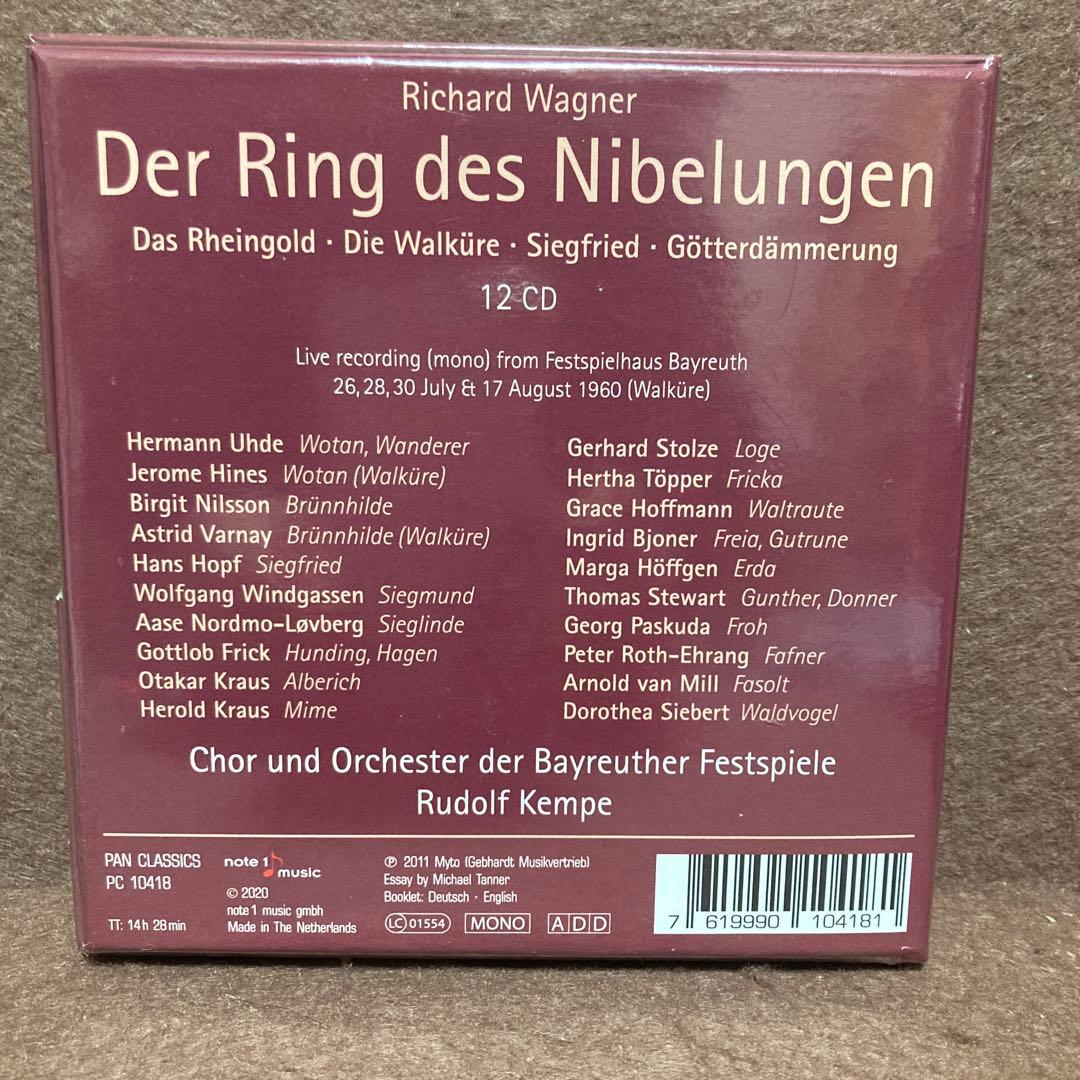 Richard Wagner
Der Ring des Nibelungen
Das Rheingold · Die Walküre · Siegfried · Götterdämmerung
12 CD
Live recording (mono) from Festspielhaus Bayreuth
26, 28, 30 July & 17 August 1960 (Walküre)
Hermann Uhde Wotan, Wanderer
Jerome Hines Wotan (Walküre)
Birgit Nilsson Brünnhilde
Astrid Varnay Brünnhilde (Walküre)
Hans Hopf Siegfried
Wolfgang Windgassen Siegmund
Aase Nordmo-Løvberg Sieglinde
Gottlob Frick Hunding, Hagen
Otakar Kraus Alberich
Herold Kraus Mime
Gerhard Stolze Loge
Hertha Töpper Fricka
Grace Hoffmann Waltraute
Ingrid Bjoner Freia, Gutrune
Marga Höffgen Erda
Thomas Stewart Gunther, Donner
Georg Paskuda Froh
Peter Roth-Ehrang Fafner
Arnold van Mill Fasolt
Dorothea Siebert Waldvogel
Chor und Orchester der Bayreuther Festspiele
Rudolf Kempe
PAN CLASSICS
PC 10418
TT: 14 h 28 min
note 1 music
© 2020
note 1 music gmbh
Made in The Netherlands
℗ 2011 Myto (Gebhardt Musikvertrieb)
Essay by Michael Tanner
Booklet: Deutsch · English
LC 01554 MONO ADD
7 619990 104181